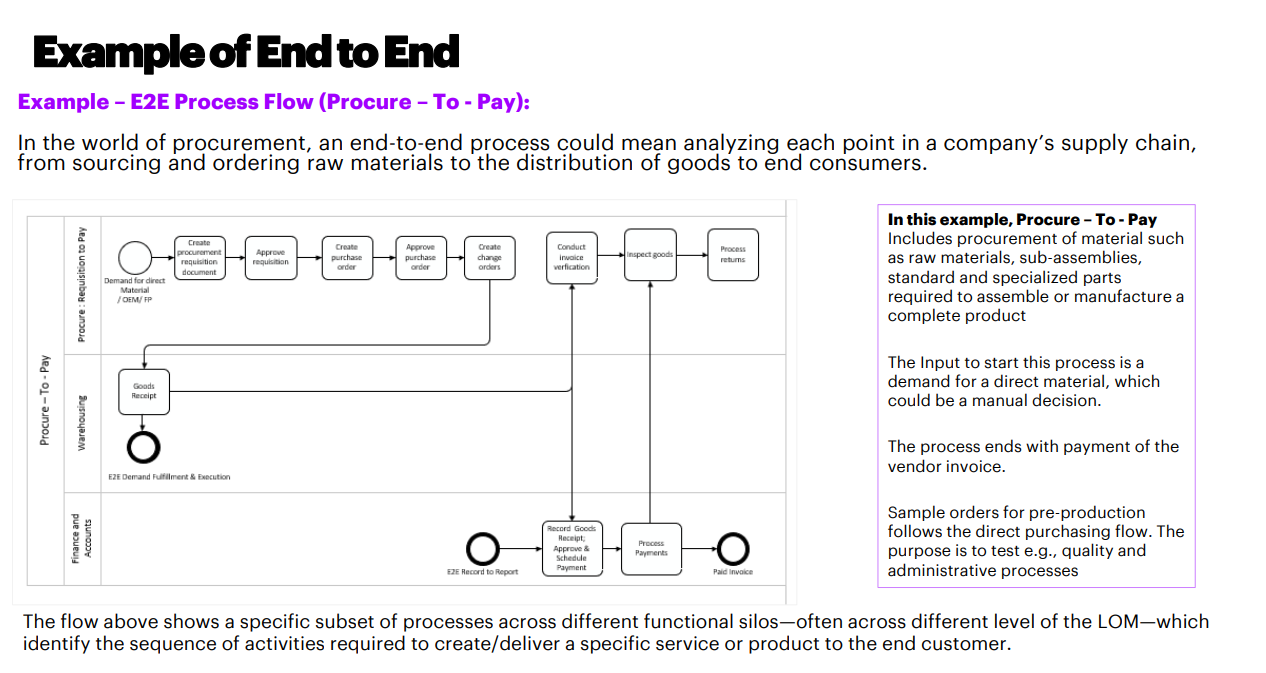 Example of End to End
Example – E2E Process Flow (Procure – To - Pay):
In the world of procurement, an end-to-end process could mean analyzing each point in a company's supply chain,
from sourcing and ordering raw materials to the distribution of goods to end consumers.
Procure – To - Pay
Procure : Requisition to Pay
Demand for direct
Material
/ OEM/ FP
Create
procurement
requisition
document
Approve
requisition
Create
purchase
order
Approve
purchase
order
Create
change
orders
Conduct
invoice
verfication
Inspect goods
Process
returns
Warehousing
Goods
Receipt
E2E Demand Fulfillment & Execution
Finance and
Accounts
E2E Record to Report
Record Goods
Receipt;
Approve &
Schedule
Payment
Process
Payments
Paid Invoice
In this example, Procure – To - Pay
Includes procurement of material such
as raw materials, sub-assemblies,
standard and specialized parts
required to assemble or manufacture a
complete product
The Input to start this process is a
demand for a direct material, which
could be a manual decision.
The process ends with payment of the
vendor invoice.
Sample orders for pre-production
follows the direct purchasing flow. The
purpose is to test e.g., quality and
administrative processes
The flow above shows a specific subset of processes across different functional silos—often across different level of the LOM—which
identify the sequence of activities required to create/deliver a specific service or product to the end customer.